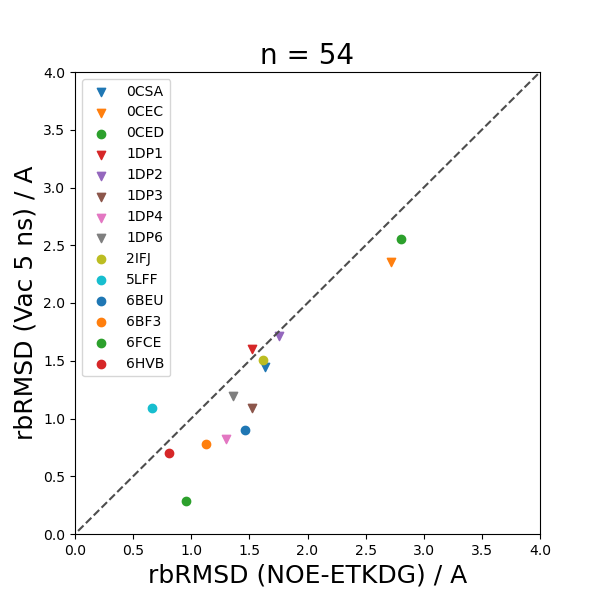 n = 54
rbRMSD (Vac 5 ns) / A
4.0
3.5
3.0
2.5
2.0
1.5
1.0
0.5
0.0
0CSA
0CEC
0CED
1DP1
1DP2
1DP3
1DP4
1DP6
2IFJ
5LFF
6BEU
6BF3
6FCE
6HVB
0.0 0.5 1.0 1.5 2.0 2.5 3.0 3.5 4.0
rbRMSD (NOE-ETKDG) / A